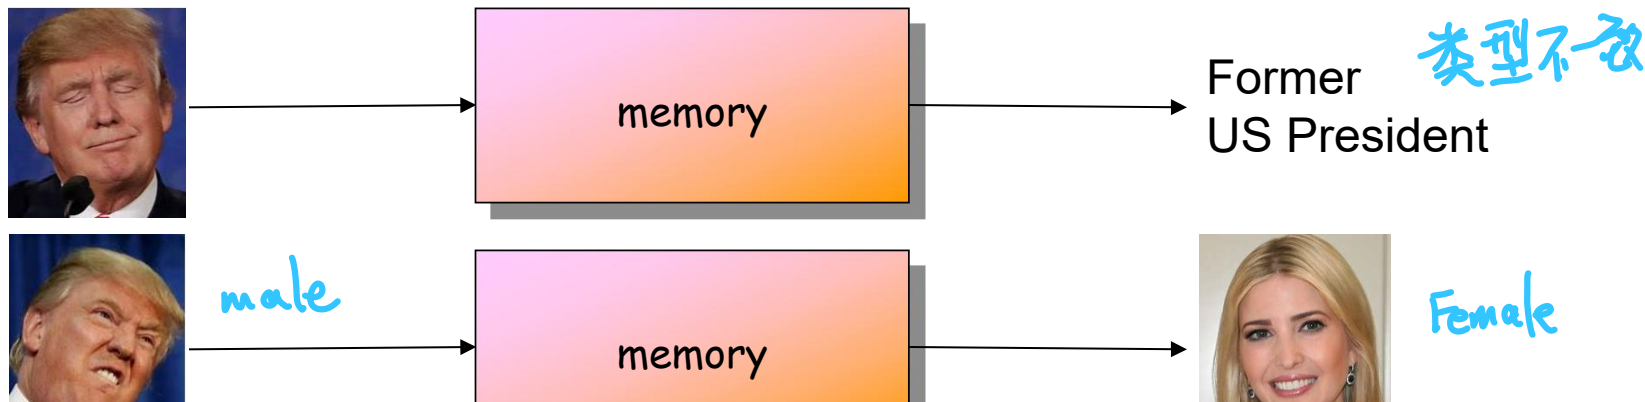 类型不一致
memory
Former
US President
male
memory
Female